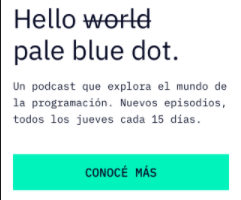 Hello world
pale blue dot.
Un podcast que explora el mundo de
la programación. Nuevos episodios,
todos los jueves cada 15 días.
CONOCÉ MÁS